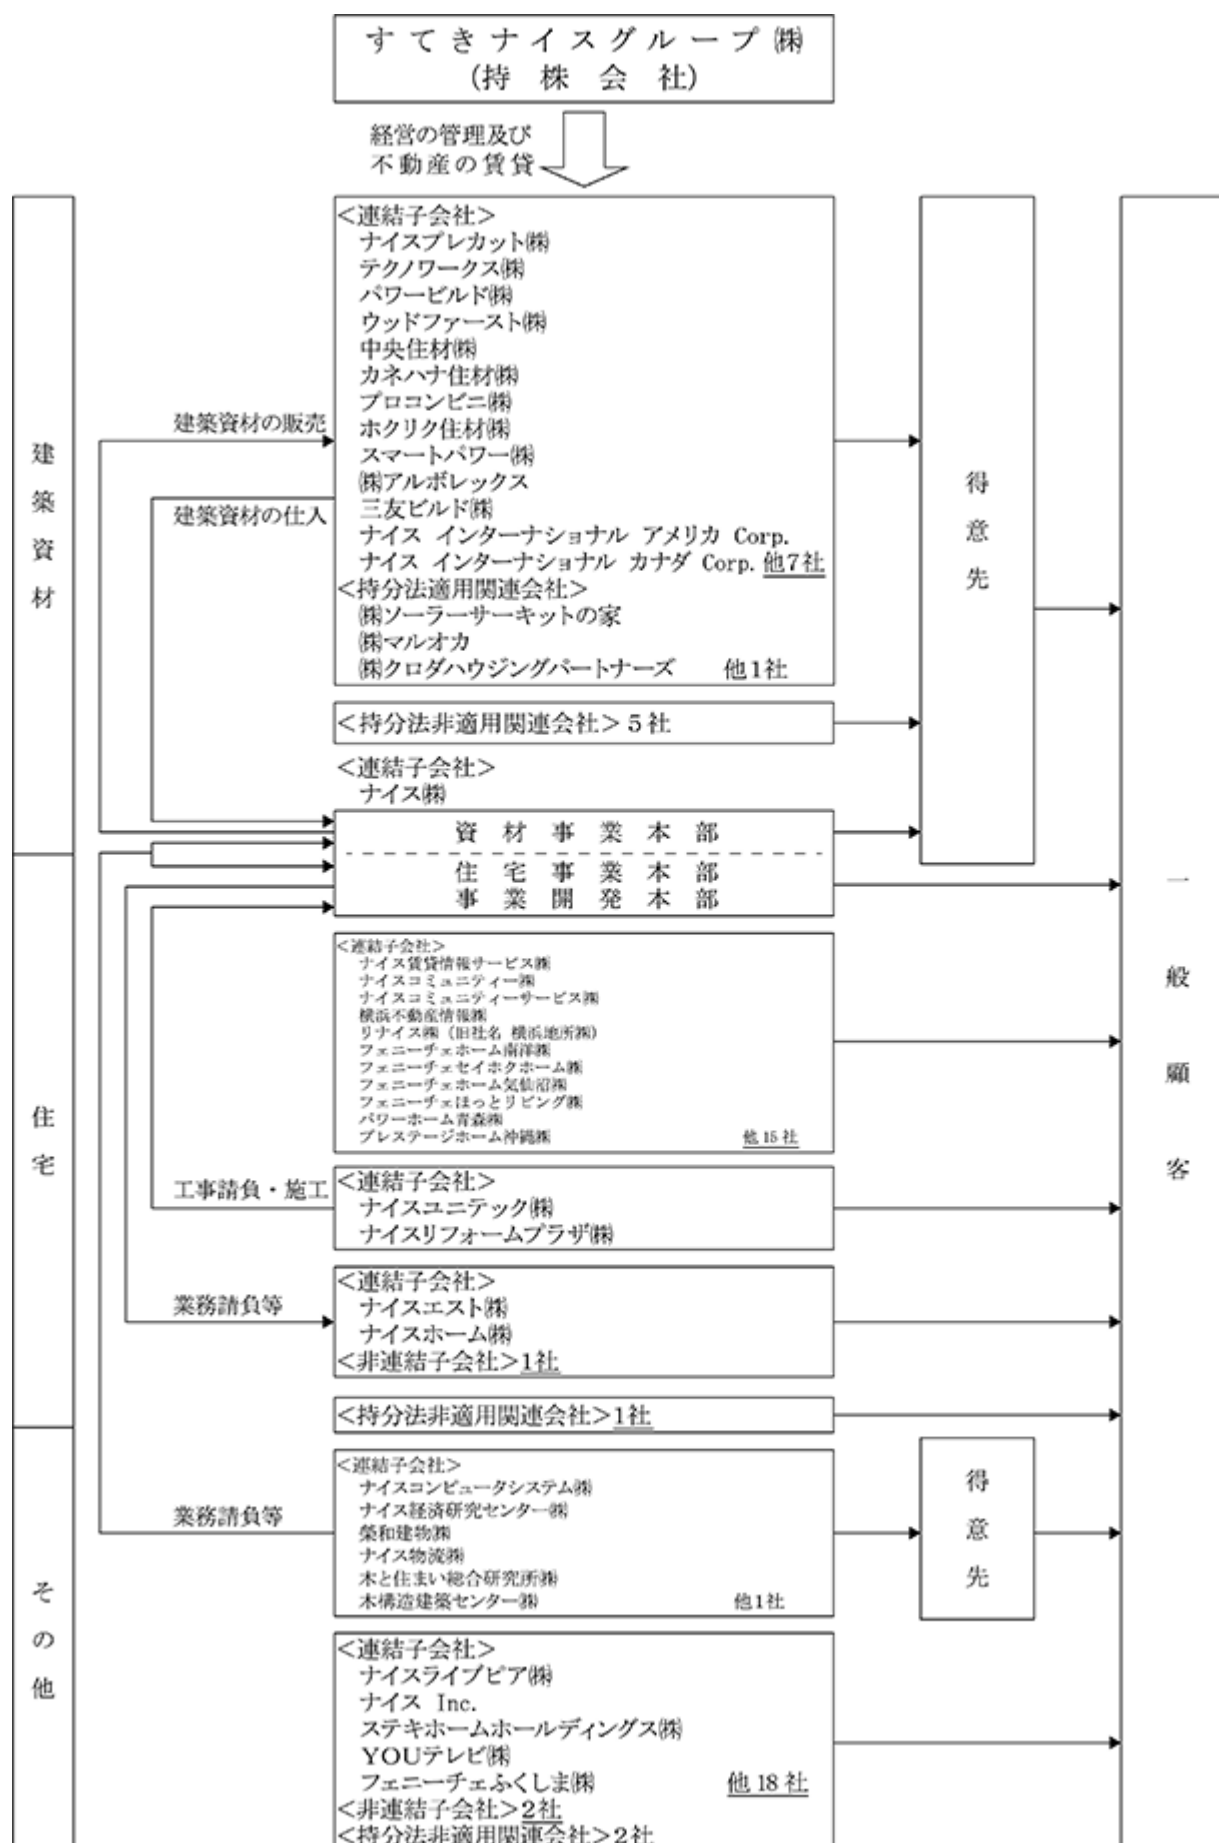 すてきナイスグループ㈱
(持株会社)
経営の管理及び
不動産の賃貸
建築資材
<連結子会社>
ナイスプレカット㈱
テクノワークス㈱
パワービルド㈱
ウッドファースト㈱
中央住材㈱
カネハナ住材㈱
プロコンビニ㈱
ホクリク住材㈱
スマートパワー㈱
㈱アルボレックス
三友ビルド㈱
ナイス インターナショナル アメリカ Corp.
ナイス インターナショナル カナダ Corp. 他7社
<持分法適用関連会社>
㈱ソーラーサーキットの家
㈱マルオカ
㈱クロダハウジングパートナーズ 他1社
建築資材の販売
建築資材の仕入
得意先
一般顧客
<持分法非適用関連会社>5社
<連結子会社>
ナイス㈱
資材事業本部
住宅事業本部
事業開発本部
住宅
<連結子会社>
ナイス賃貸情報サービス㈱
ナイスコミュニティー㈱
ナイスコミュニティーサービス㈱
横浜不動産情報㈱
リナイス㈱(旧社名 横浜地所㈱)
フェニーチェホーム南洋㈱
フェニーチェセイホクホーム㈱
フェニーチェホーム気仙沼㈱
フェニーチェほっとリビング㈱
パワーホーム青森㈱
プレステージホーム沖縄㈱ 他15社
工事請負・施工
<連結子会社>
ナイスユニテック㈱
ナイスリフォームプラザ㈱
業務請負等
<連結子会社>
ナイスエスト㈱
ナイスホーム㈱
<非連結子会社>1社
<持分法非適用関連会社>1社
その他
業務請負等
<連結子会社>
ナイスコンピュータシステム㈱
ナイス経済研究センター㈱
榮和建物㈱
ナイス物流㈱
木と住まい総合研究所㈱
木構造建築センター㈱ 他1社
得意先
<連結子会社>
ナイスライブピア㈱
ナイス Inc.
ステキホームホールディングス㈱
YOUテレビ㈱
フェニーチェふくしま㈱ 他18社
<非連結子会社>2社
<持分法非適用関連会社>2社